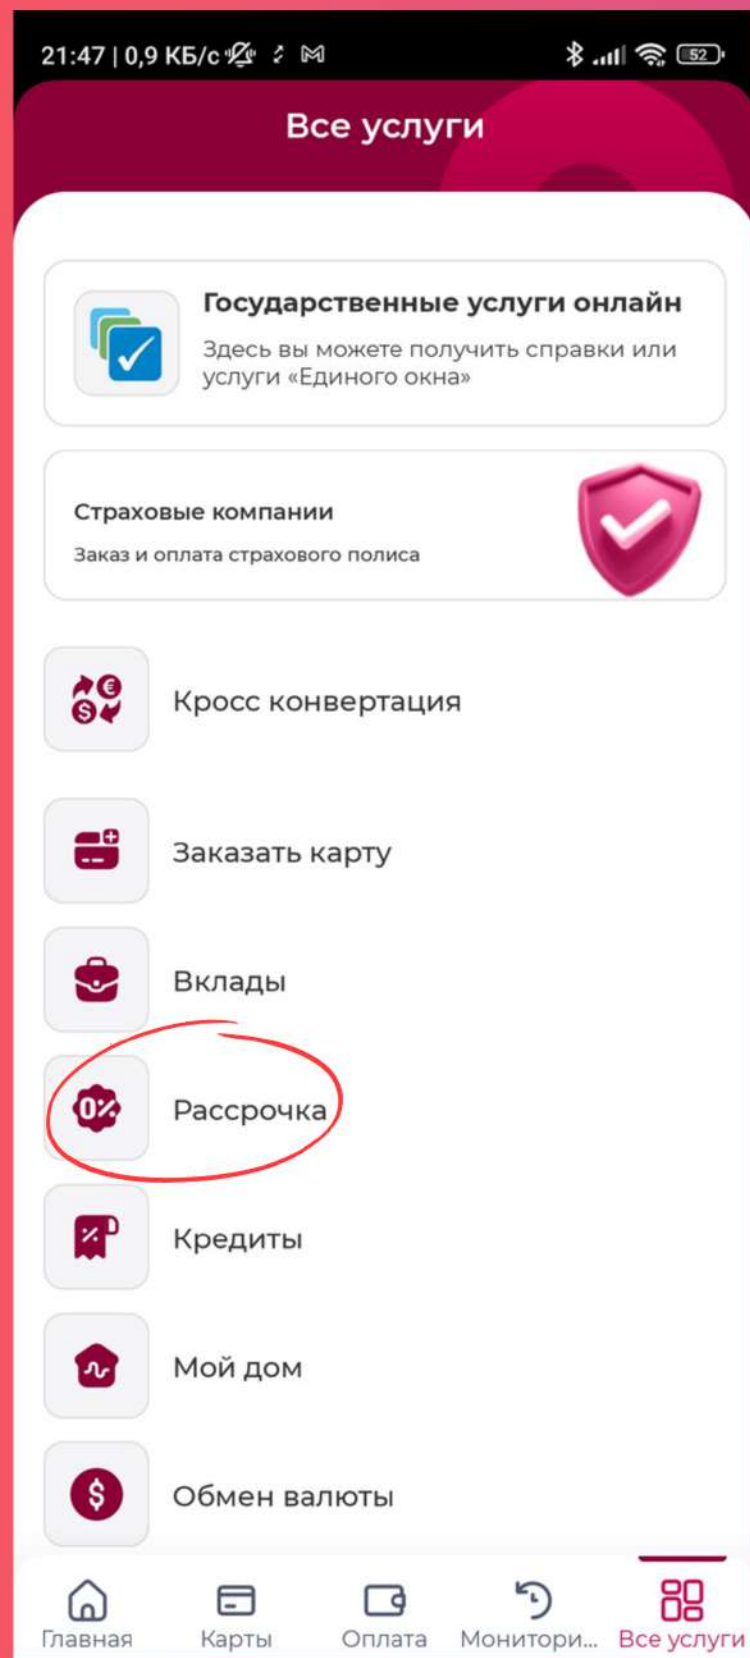 21:47 | 0,9 КБ/с
52
Все услуги
Государственные услуги онлайн
Здесь вы можете получить справки или
услуги «Единого окна»
Страховые компании
Заказ и оплата страхового полиса
Кросс конвертация
Заказать карту
Вклады
0%
Рассрочка
Кредиты
Мой дом
Обмен валюты
Главная
Карты
Оплата
Монитори...
Все услуги